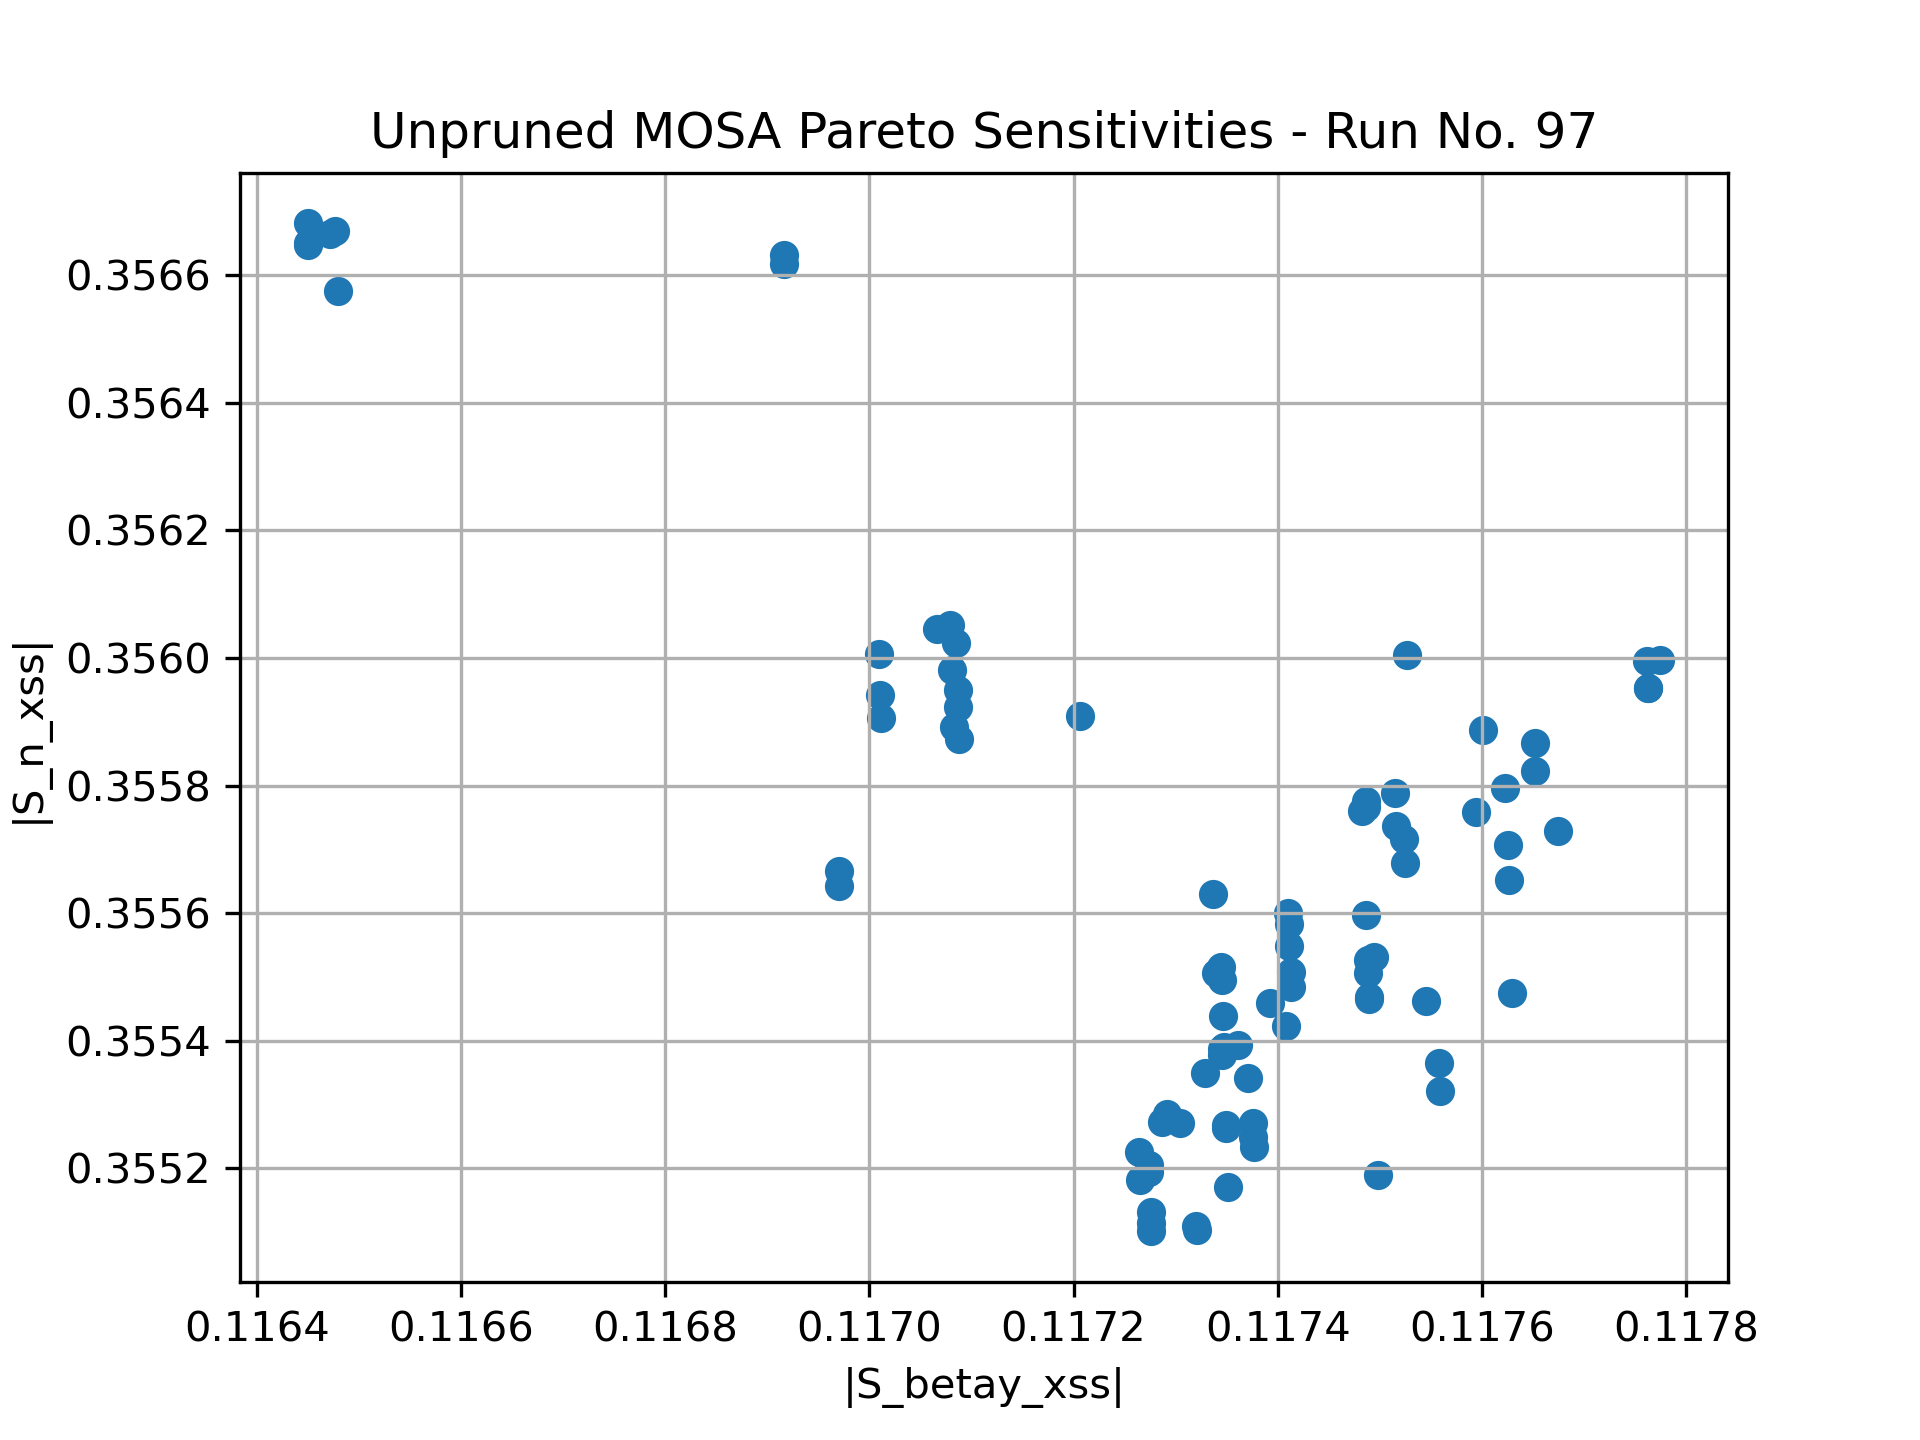 Unpruned MOSA Pareto Sensitivities - Run No. 97
|S_n_xss|
0.3566
0.3564
0.3562
0.3560
0.3558
0.3556
0.3554
0.3552
0.1164 0.1166 0.1168 0.1170 0.1172 0.1174 0.1176 0.1178
|S_betay_xss|